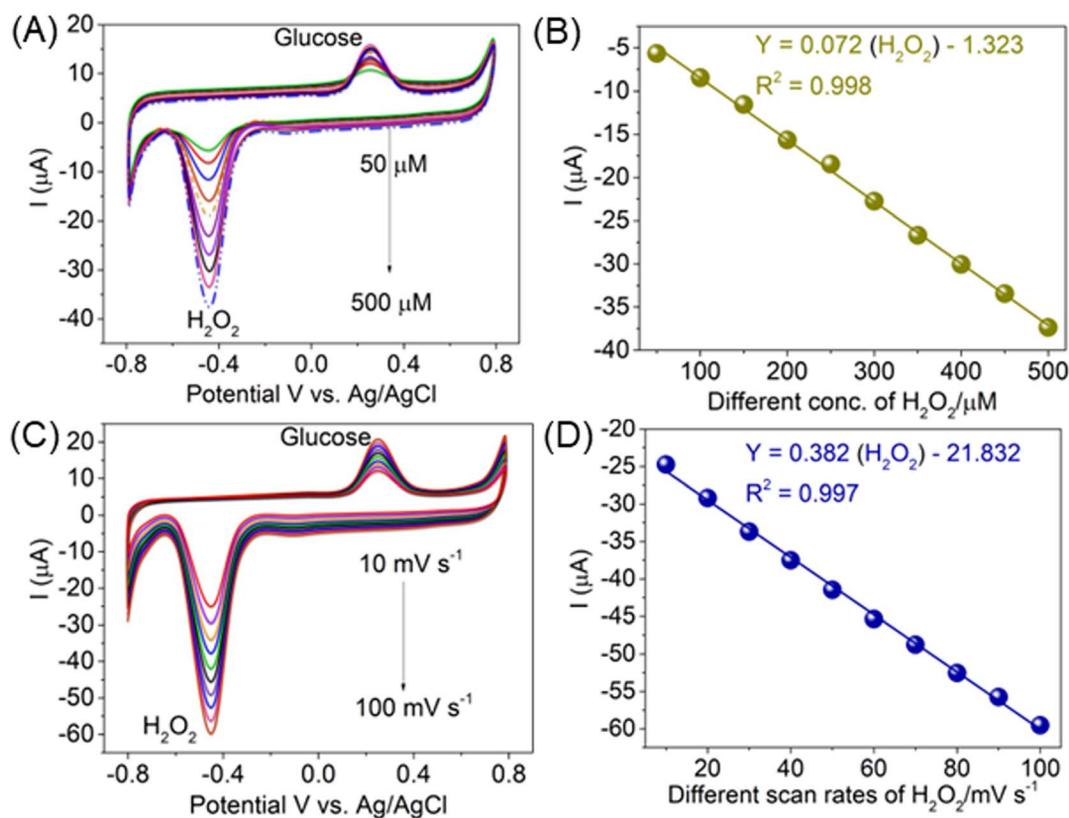 (A)
20
10
0
-10
-20
-30
-40
I (μA)
Glucose
50 μM
500 μM
H₂O₂
-0.8 -0.4 0.0 0.4 0.8
Potential V vs. Ag/AgCl
(B)
-5
-10
-15
-20
-25
-30
-35
-40
I (μA)
Y = 0.072 (H₂O₂) - 1.323
R² = 0.998
100 200 300 400 500
Different conc. of H₂O₂/μM
(C)
20
10
0
-10
-20
-30
-40
-50
-60
I (μA)
Glucose
10 mV s⁻¹
100 mV s⁻¹
H₂O₂
-0.8 -0.4 0.0 0.4 0.8
Potential V vs. Ag/AgCl
(D)
-20
-25
-30
-35
-40
-45
-50
-55
-60
I (μA)
Y = 0.382 (H₂O₂) - 21.832
R² = 0.997
20 40 60 80 100
Different scan rates of H₂O₂/mV s⁻¹